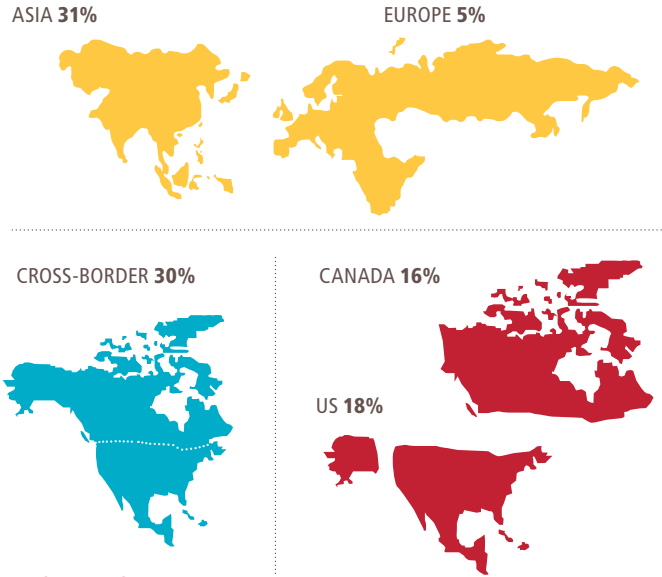 ASIA 31%
EUROPE 5%
CROSS-BORDER 30%
CANADA 16%
US 18%